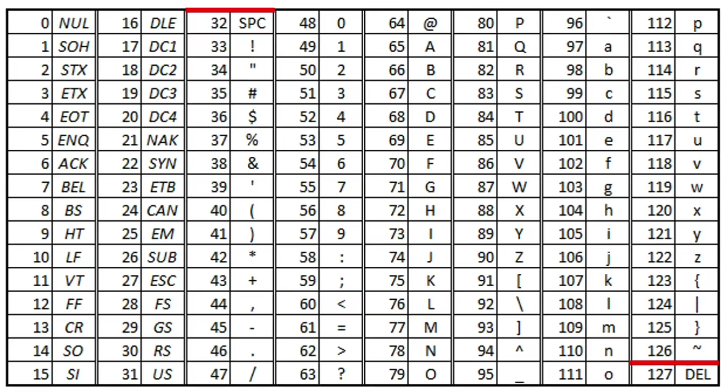 0 NUL 16 DLE 32 SPC 48 0 64 @ 80 P 96 ` 112 p
1 SOH 17 DC1 33 ! 49 1 65 A 81 Q 97 a 113 q
2 STX 18 DC2 34 " 50 2 66 B 82 R 98 b 114 r
3 ETX 19 DC3 35 # 51 3 67 C 83 S 99 c 115 s
4 EOT 20 DC4 36 $ 52 4 68 D 84 T 100 d 116 t
5 ENQ 21 NAK 37 % 53 5 69 E 85 U 101 e 117 u
6 ACK 22 SYN 38 & 54 6 70 F 86 V 102 f 118 v
7 BEL 23 ETB 39 ' 55 7 71 G 87 W 103 g 119 w
8 BS 24 CAN 40 ( 56 8 72 H 88 X 104 h 120 x
9 HT 25 EM 41 ) 57 9 73 I 89 Y 105 i 121 y
10 LF 26 SUB 42 * 58 : 74 J 90 Z 106 j 122 z
11 VT 27 ESC 43 + 59 ; 75 K 91 [ 107 k 123 {
12 FF 28 FS 44 , 60 < 76 L 92 \ 108 l 124 |
13 CR 29 GS 45 - 61 = 77 M 93 ] 109 m 125 }
14 SO 30 RS 46 . 62 > 78 N 94 ^ 110 n 126 ~
15 SI 31 US 47 / 63 ? 79 O 95 _ 111 o 127 DEL